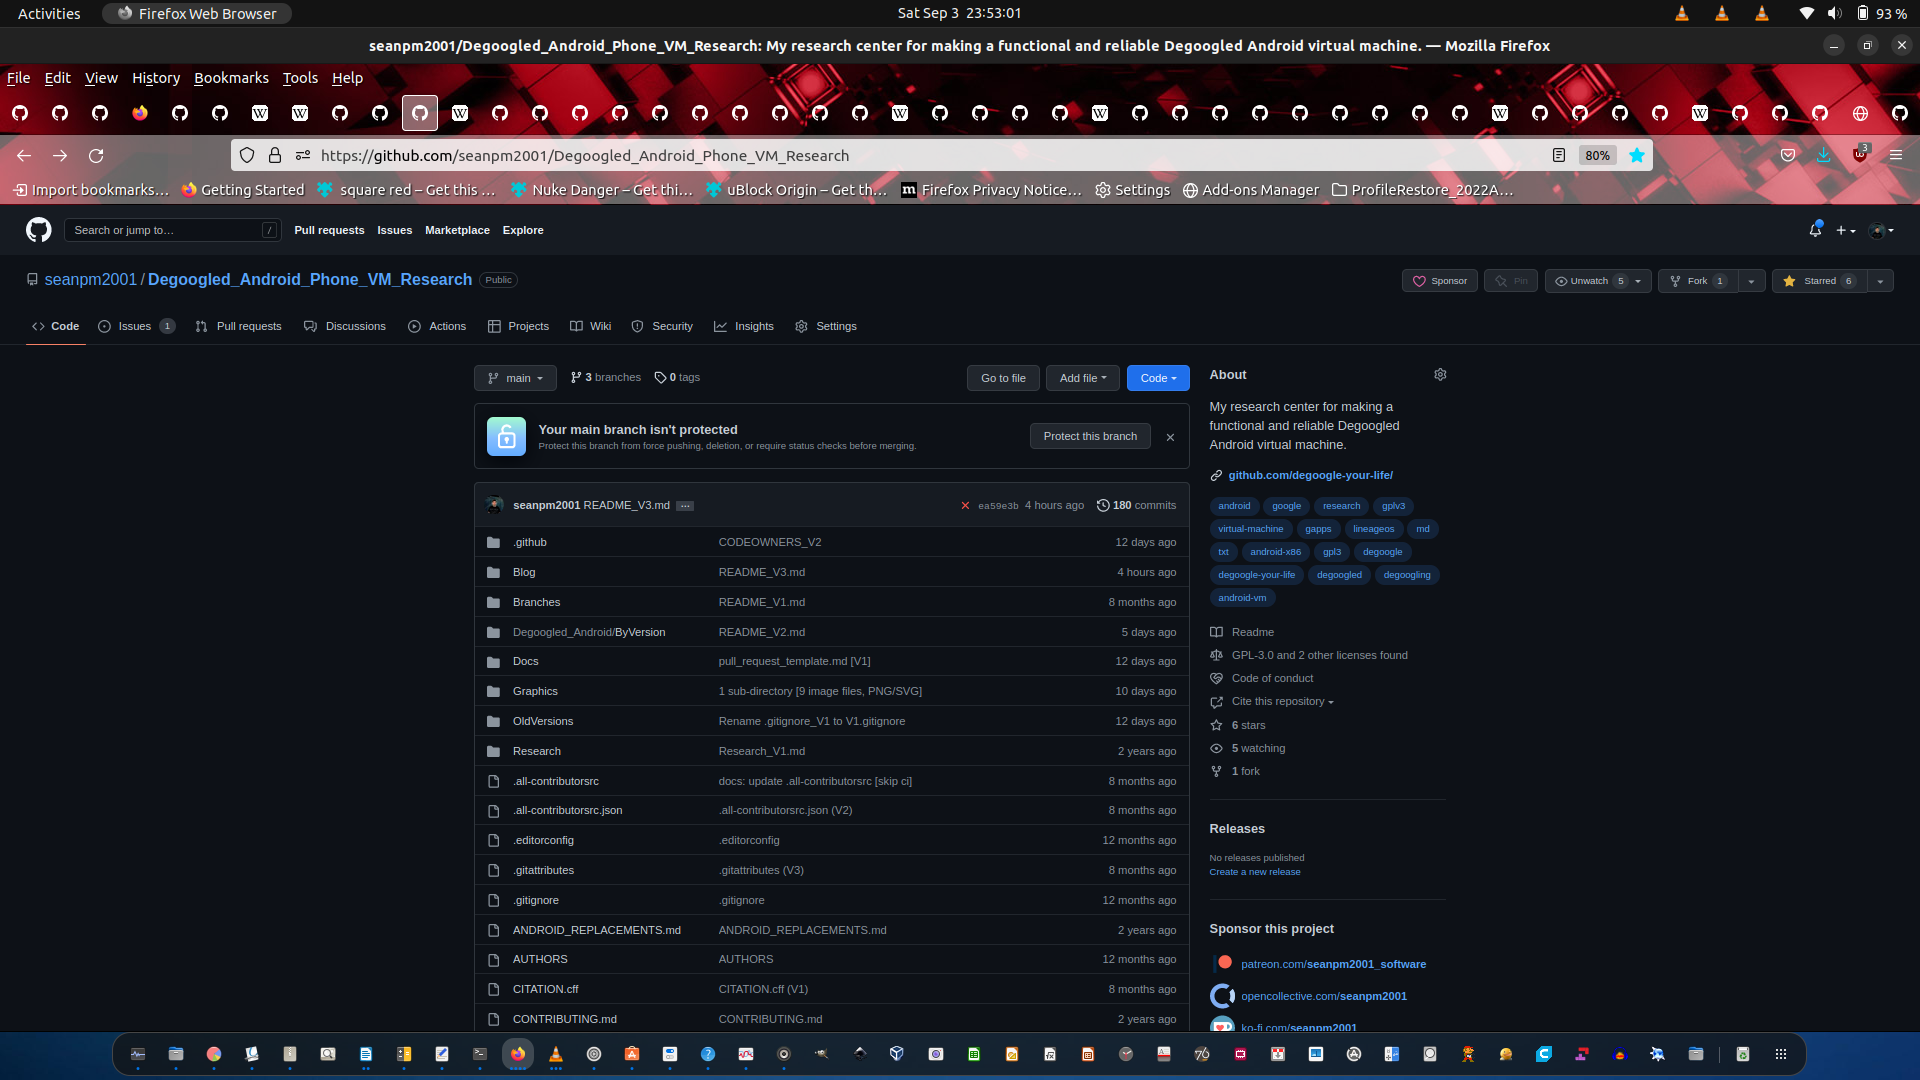 Activities
Firefox Web Browser
Sat Sep 3 23:53:01
93 %
seanpm2001/Degoogled_Android_Phone_VM_Research: My research center for making a functional and reliable Degoogled Android virtual machine. — Mozilla Firefox
File Edit View History Bookmarks Tools Help
https://github.com/seanpm2001/Degoogled_Android_Phone_VM_Research
80%
3
Import bookmarks…
Getting Started
square red – Get this …
Nuke Danger – Get thi…
uBlock Origin – Get th…
Firefox Privacy Notice…
Settings
Add-ons Manager
ProfileRestore_2022A…
Search or jump to…
/
Pull requests Issues Marketplace Explore
seanpm2001 / Degoogled_Android_Phone_VM_Research
Public
Sponsor
Pin
Unwatch 5
Fork 1
Starred 6
Code
Issues 1
Pull requests
Discussions
Actions
Projects
Wiki
Security
Insights
Settings
main
3 branches
0 tags
Go to file
Add file
Code
Your main branch isn't protected
Protect this branch from force pushing, deletion, or require status checks before merging.
Protect this branch
seanpm2001 README_V3.md …
ea59e3b 4 hours ago
180 commits
.github CODEOWNERS_V2 12 days ago
Blog README_V3.md 4 hours ago
Branches README_V1.md 8 months ago
Degoogled_Android/ByVersion README_V2.md 5 days ago
Docs pull_request_template.md [V1] 12 days ago
Graphics 1 sub-directory [9 image files, PNG/SVG] 10 days ago
OldVersions Rename .gitignore_V1 to V1.gitignore 12 days ago
Research Research_V1.md 2 years ago
.all-contributorsrc docs: update .all-contributorsrc [skip ci] 8 months ago
.all-contributorsrc.json .all-contributorsrc.json (V2) 8 months ago
.editorconfig .editorconfig 12 months ago
.gitattributes .gitattributes (V3) 8 months ago
.gitignore .gitignore 12 months ago
ANDROID_REPLACEMENTS.md ANDROID_REPLACEMENTS.md 2 years ago
AUTHORS AUTHORS 12 months ago
CITATION.cff CITATION.cff (V1) 8 months ago
CONTRIBUTING.md CONTRIBUTING.md 2 years ago
About
My research center for making a
functional and reliable Degoogled
Android virtual machine.
github.com/degoogle-your-life/
android google research gplv3
virtual-machine gapps lineageos md
txt android-x86 gpl3 degoogle
degoogle-your-life degoogled degoogling
android-vm
Readme
GPL-3.0 and 2 other licenses found
Code of conduct
Cite this repository
6 stars
5 watching
1 fork
Releases
No releases published
Create a new release
Sponsor this project
patreon.com/seanpm2001_software
opencollective.com/seanpm2001
ko-fi.com/seanpm2001